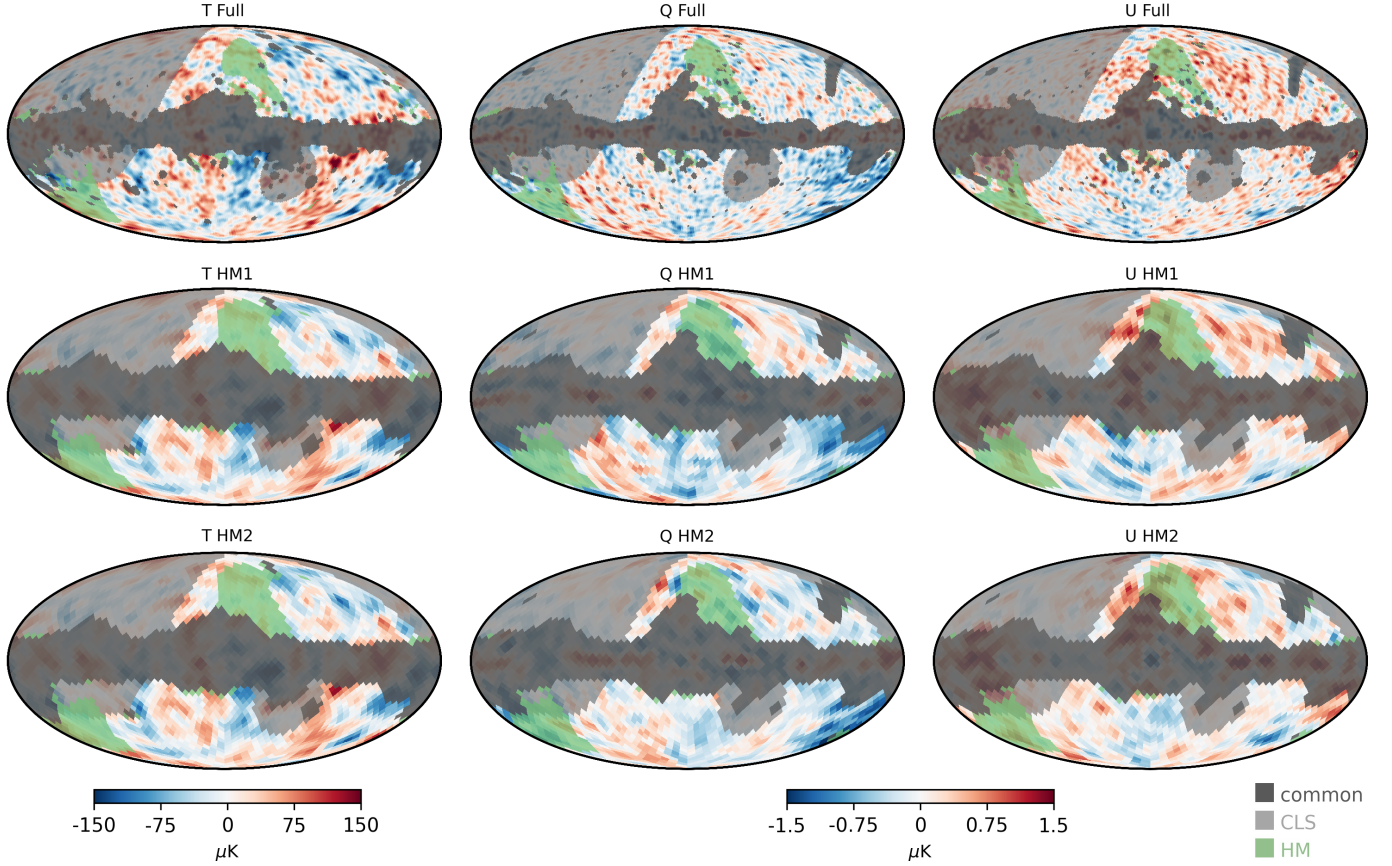 T Full
Q Full
U Full
T HM1
Q HM1
U HM1
T HM2
Q HM2
U HM2
-150 -75 0 75 150
μK
-1.5 -0.75 0 0.75 1.5
μK
common
CLS
HM